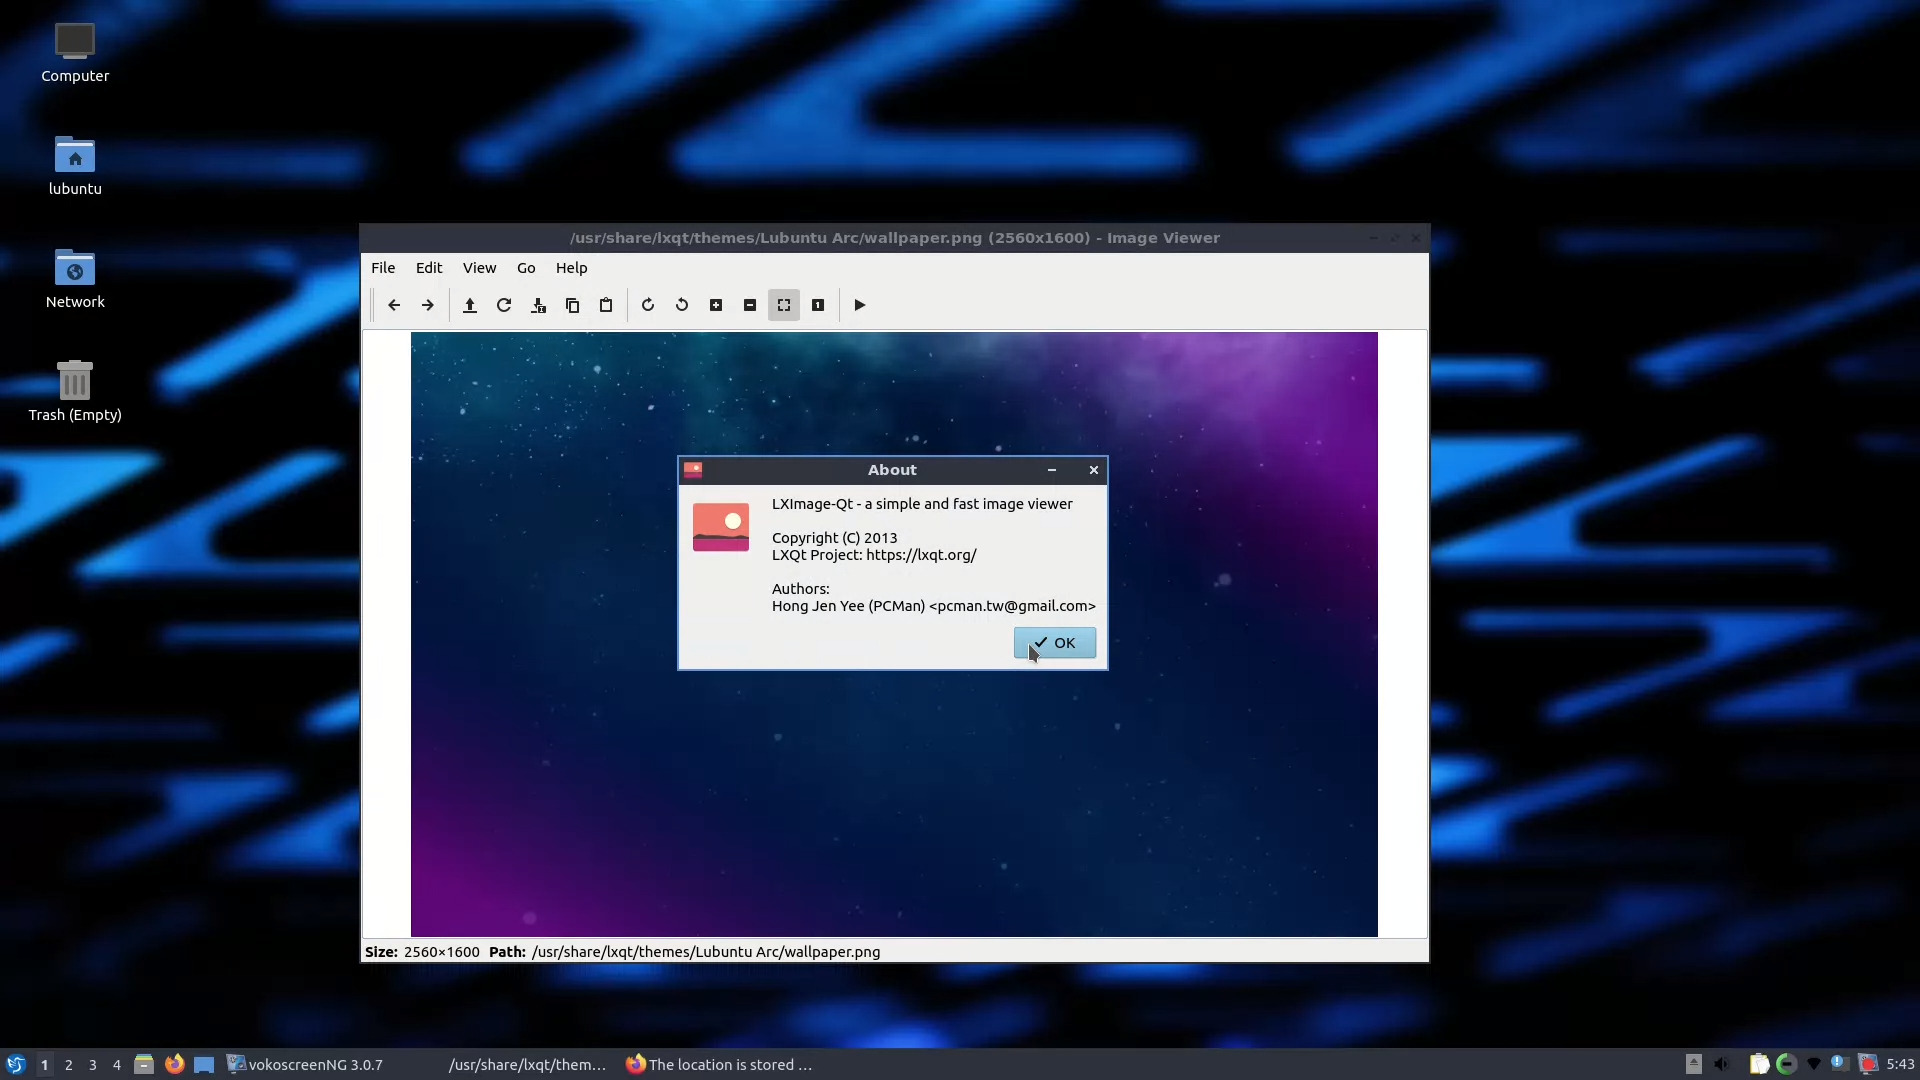 Computer
lubuntu
Network
Trash (Empty)
/usr/share/lxqt/themes/Lubuntu Arc/wallpaper.png (2560x1600) - Image Viewer
File Edit View Go Help
1
About
LXImage-Qt - a simple and fast image viewer
Copyright (C) 2013
LXQt Project: https://lxqt.org/
Authors:
Hong Jen Yee (PCMan) <pcman.tw@gmail.com>
OK
Size: 2560×1600 Path: /usr/share/lxqt/themes/Lubuntu Arc/wallpaper.png
1 2 3 4 vokoscreenNG 3.0.7 /usr/share/lxqt/them... The location is stored ... 5:43